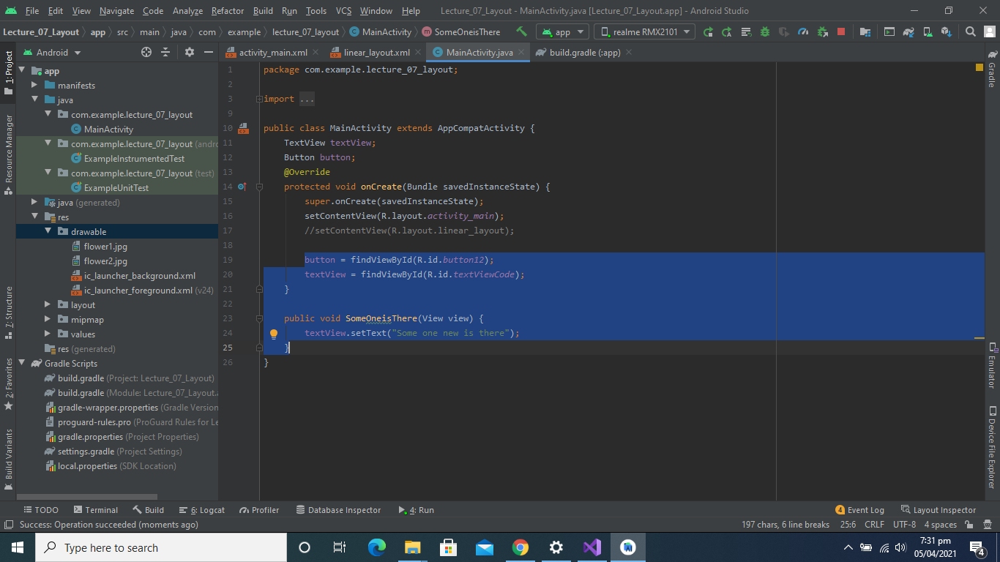 File Edit View Navigate Code Analyze Refactor Build Run Tools VCS Window Help Lecture_07_Layout - MainActivity.java [Lecture_07_Layout.app] - Android Studio
Lecture_07_Layout app src main java com example lecture_07_layout MainActivity SomeOneisThere app realme RMX2101
Android
activity_main.xml linear_layout.xml MainActivity.java build.gradle (:app)
1: Project
Resource Manager
7: Structure
2: Favorites
Build Variants
app
manifests
java
com.example.lecture_07_layout
MainActivity
com.example.lecture_07_layout (andro
ExampleInstrumentedTest
com.example.lecture_07_layout (test)
ExampleUnitTest
java (generated)
res
drawable
flower1.jpg
flower2.jpg
ic_launcher_background.xml
ic_launcher_foreground.xml (v24)
layout
mipmap
values
res (generated)
Gradle Scripts
build.gradle (Project: Lecture_07_Layout)
build.gradle (Module: Lecture_07_Layout.a
gradle-wrapper.properties (Gradle Version
proguard-rules.pro (ProGuard Rules for Le
gradle.properties (Project Properties)
settings.gradle (Project Settings)
local.properties (SDK Location)
1 package com.example.lecture_07_layout;
2
3 import ...
9
10 public class MainActivity extends AppCompatActivity {
11 TextView textView;
12 Button button;
13 @Override
14 protected void onCreate(Bundle savedInstanceState) {
15 super.onCreate(savedInstanceState);
16 setContentView(R.layout.activity_main);
17 //setContentView(R.layout.linear_layout);
18
19 button = findViewById(R.id.button12);
20 textView = findViewById(R.id.textViewCode);
21 }
22
23 public void SomeOneisThere(View view) {
24 textView.setText("Some one new is there");
25 }
26 }
Gradle
Emulator
Device File Explorer
TODO Terminal Build 6: Logcat Profiler Database Inspector 4: Run 4 Event Log Layout Inspector
Success: Operation succeeded (moments ago) 197 chars, 6 line breaks 25:6 CRLF UTF-8 4 spaces
Type here to search
7:31 pm
05/04/2021
4